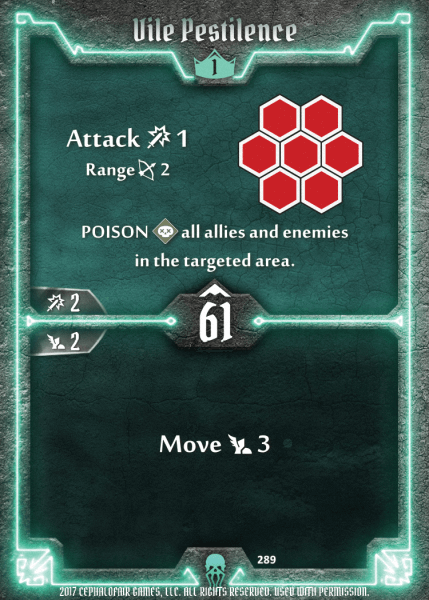 Vile Pestilence
1
Attack 1
Range 2
POISON all allies and enemies
in the targeted area.
2
61
2
Move 3
289
2017 CEPHALOFAIR GAMES, LLC. ALL RIGHTS RESERVED. USED WITH PERMISSION.